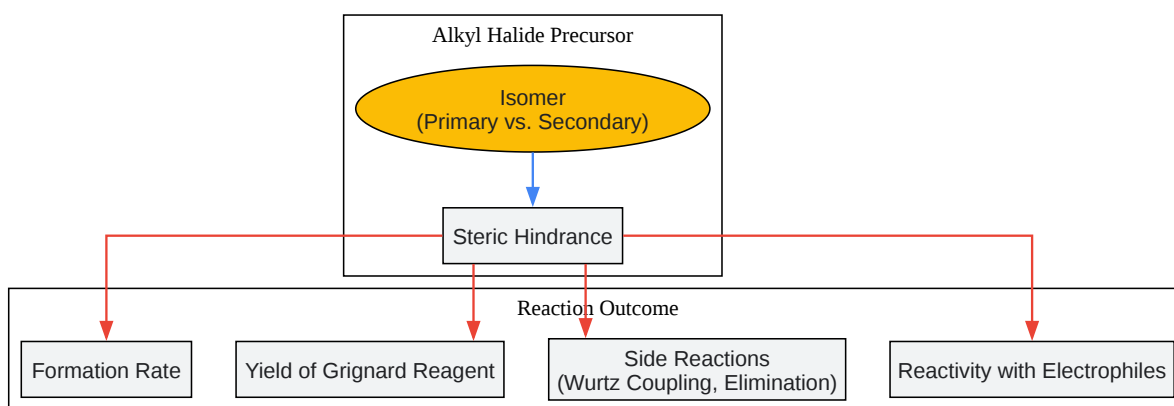 Alkyl Halide Precursor
Isomer
(Primary vs. Secondary)
Steric Hindrance
Reaction Outcome
Formation Rate
Yield of Grignard Reagent
Side Reactions
(Wurtz Coupling, Elimination)
Reactivity with Electrophiles